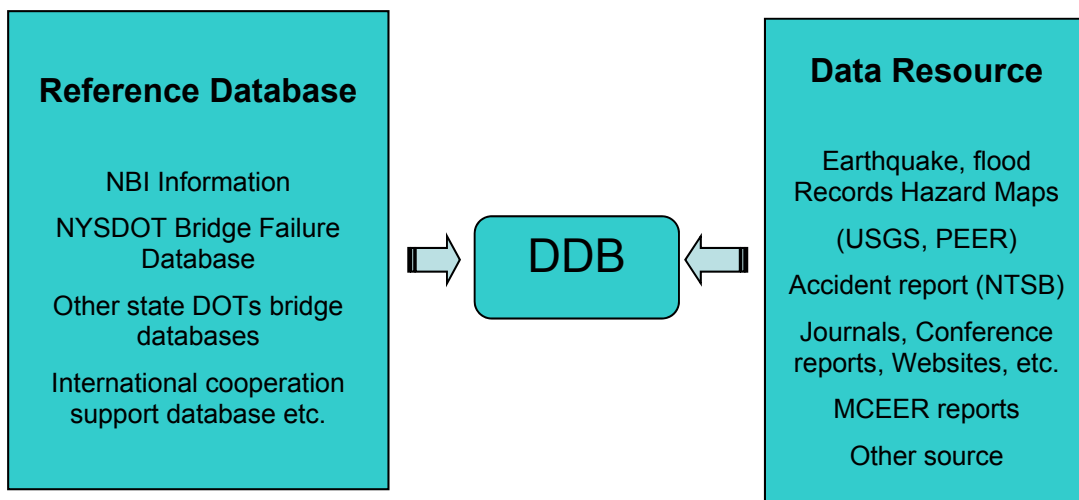 Reference Database
NBI Information
NYSDOT Bridge Failure
Database
Other state DOTs bridge
databases
International cooperation
support database etc.
DDB
Data Resource
Earthquake, flood
Records Hazard Maps
(USGS, PEER)
Accident report (NTSB)
Journals, Conference
reports, Websites, etc.
MCEER reports
Other source